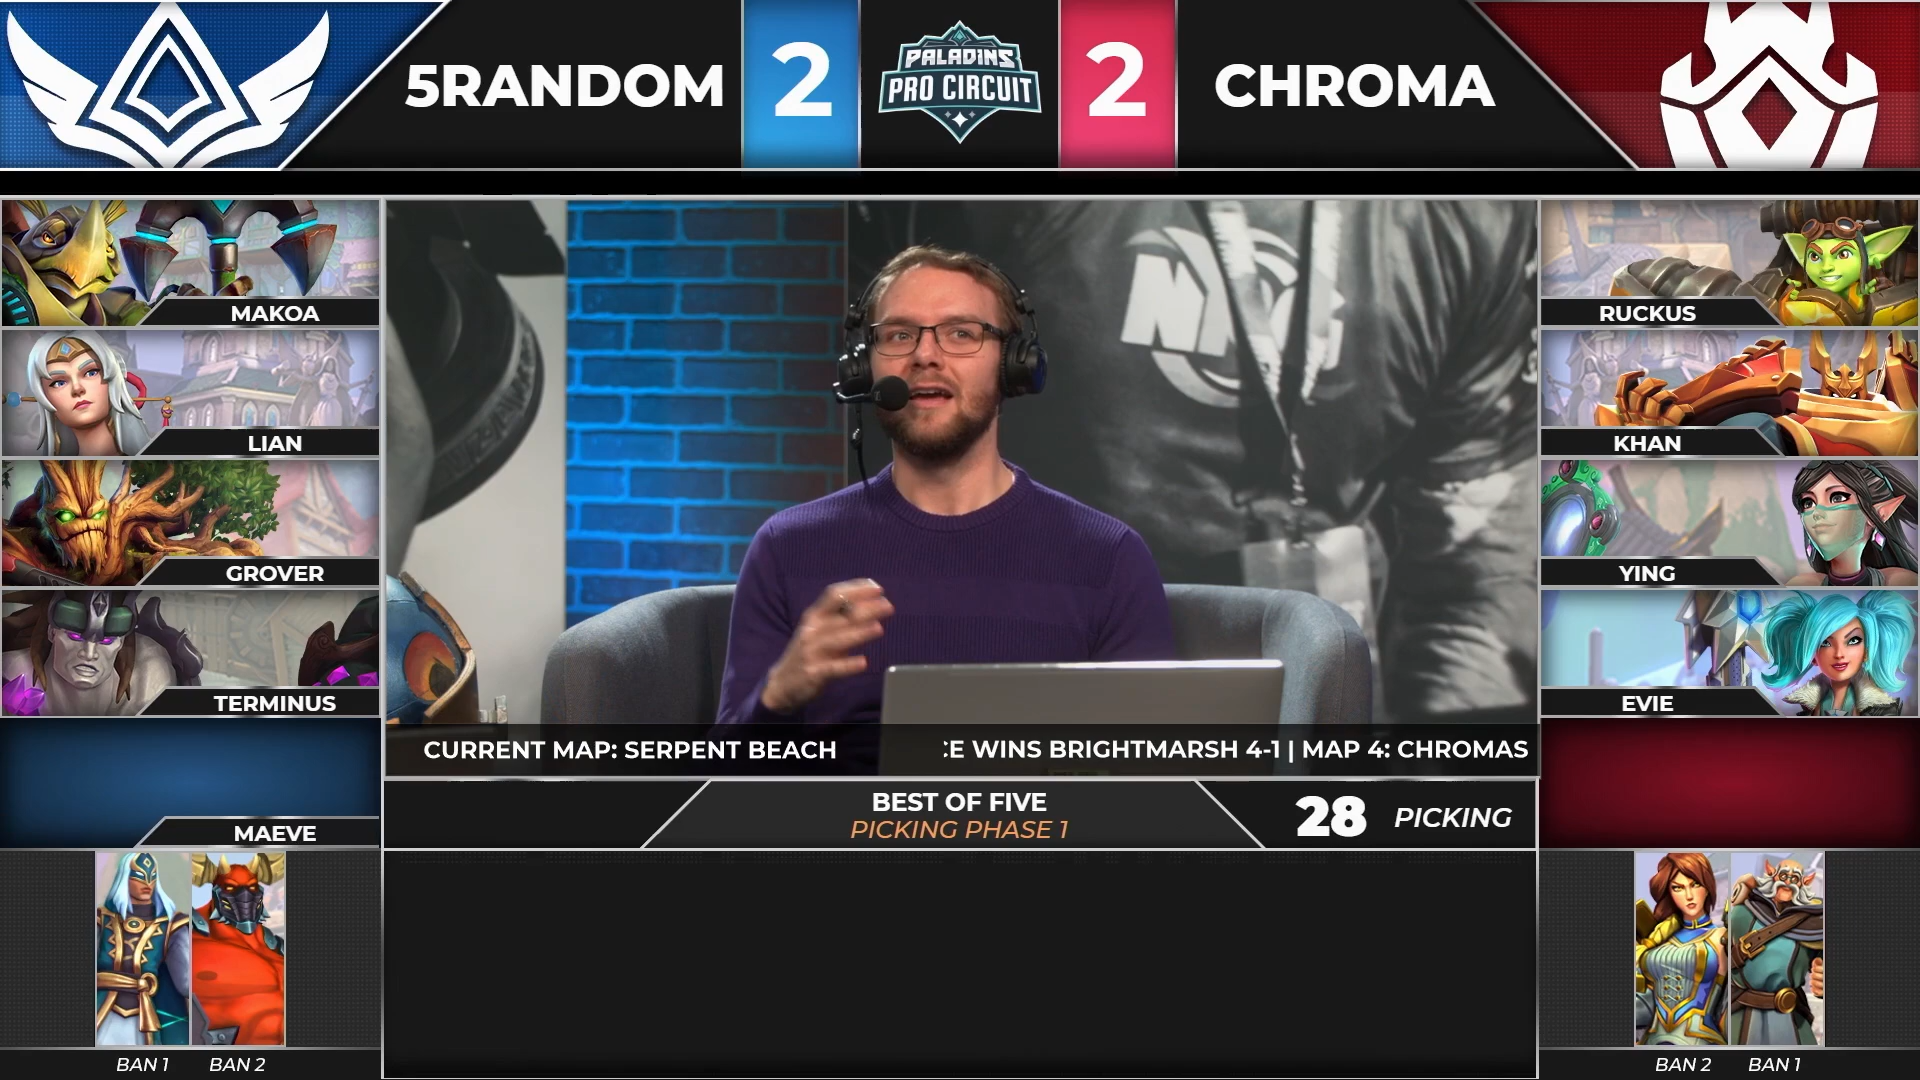 5RANDOM
2
PALADINS
PRO CIRCUIT
2
CHROMA
MAKOA
LIAN
GROVER
TERMINUS
MAEVE
RUCKUS
KHAN
YING
EVIE
CURRENT MAP: SERPENT BEACH
WINS BRIGHTMARSH 4-1 | MAP 4: CHROMAS
BEST OF FIVE
PICKING PHASE 1
28 PICKING
BAN 1
BAN 2
BAN 2
BAN 1